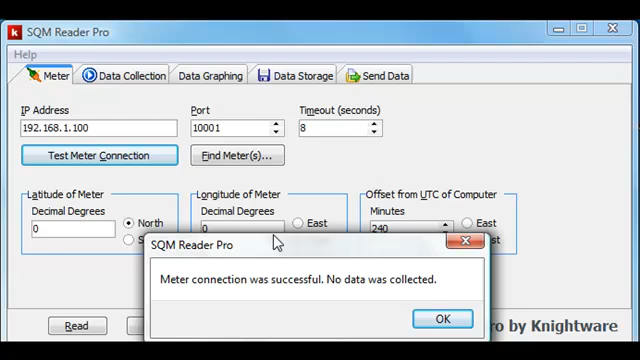 SQM Reader Pro
Help
Meter
Data Collection
Data Graphing
Data Storage
Send Data
IP Address
Port
Timeout (seconds)
192.168.1.100
10001
8
Test Meter Connection
Find Meter(s)...
Latitude of Meter
Longitude of Meter
Offset from UTC of Computer
Decimal Degrees
North
Decimal Degrees
East
Minutes
East
0
0
240
SQM Reader Pro
Meter connection was successful. No data was collected.
OK
Read
by Knightware